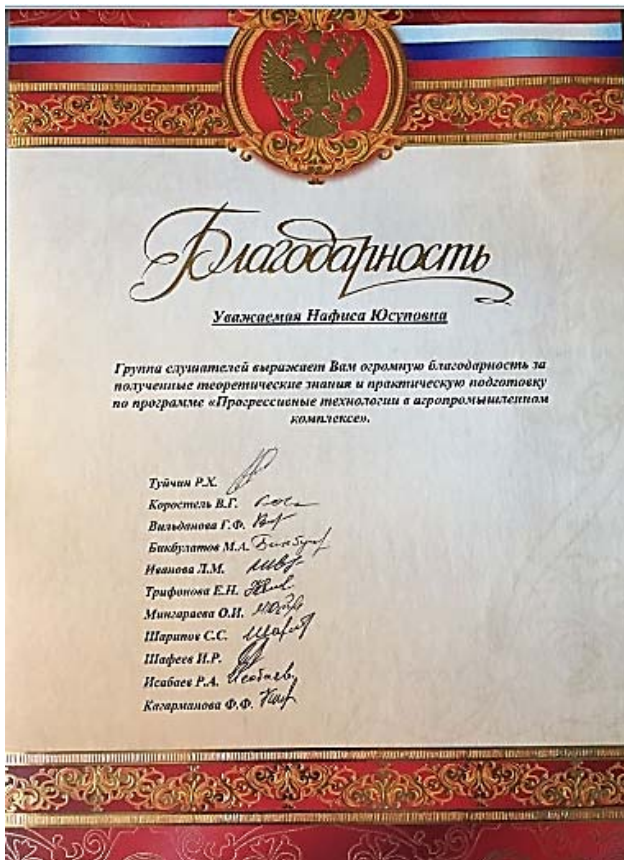 Благодарность
Уважаемая Нафиса Юсуповна
Группа слушателей выражает Вам огромную благодарность за
полученные теоретические знания и практическую подготовку
по программе «Прогрессивные технологии в агропромышленном
комплексе».
Туйчин Р.Х.
Коростель В.Г.
Вильданова Г.Ф.
Бикбулатов М.А.
Иванова Л.М.
Трифонова Е.Н.
Мингараева О.И.
Шарипов С.С.
Шафеев И.Р.
Исабаев Р.А.
Кагарманова Ф.Ф.